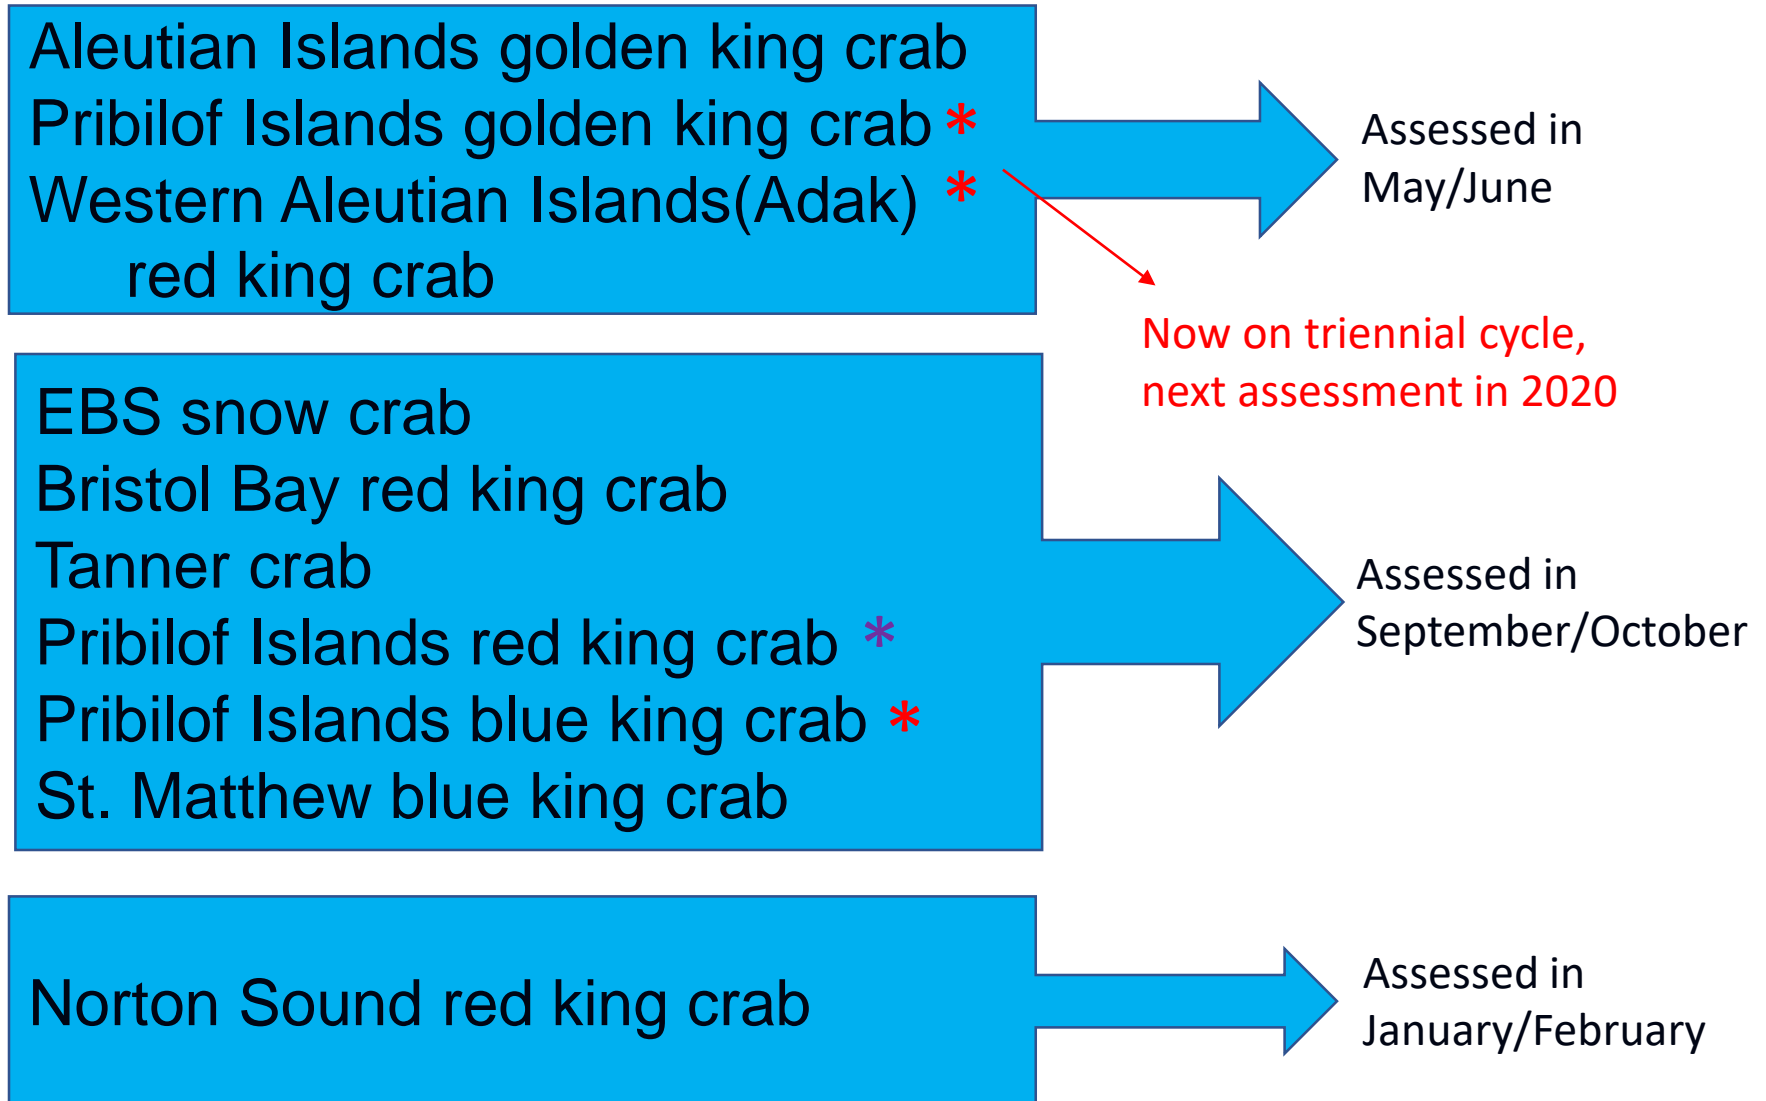 Aleutian Islands golden king crab
Pribilof Islands golden king crab *
Western Aleutian Islands(Adak) *
red king crab
Assessed in
May/June
Now on triennial cycle,
next assessment in 2020
EBS snow crab
Bristol Bay red king crab
Tanner crab
Pribilof Islands red king crab *
Pribilof Islands blue king crab *
St. Matthew blue king crab
Assessed in
September/October
Norton Sound red king crab
Assessed in
January/February